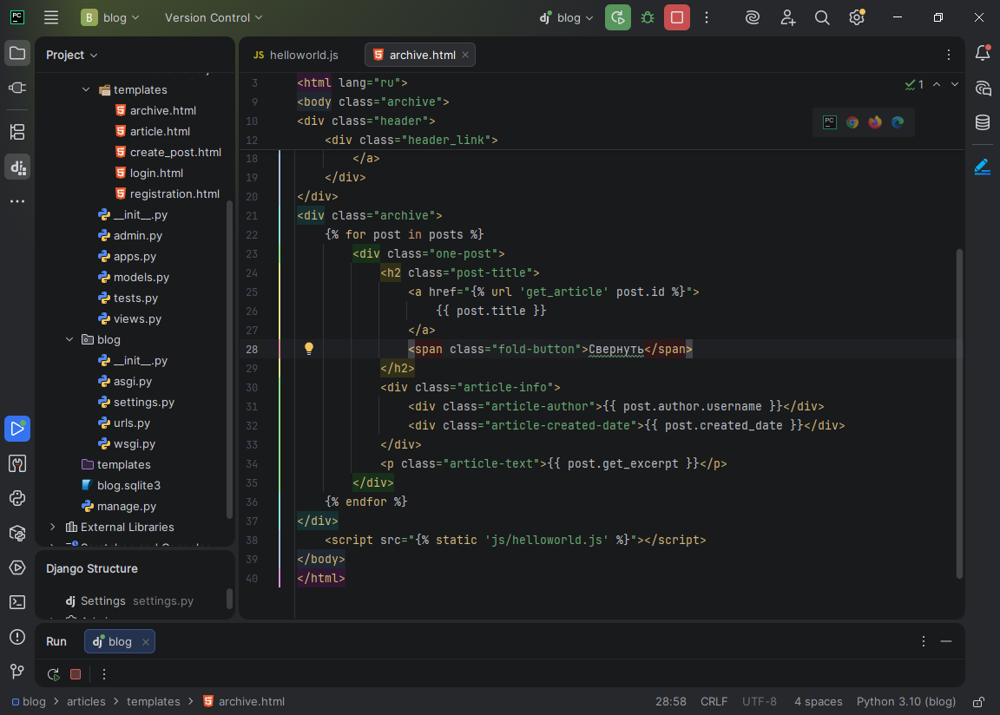 PC
B blog
Version Control
dj blog
Project
templates
archive.html
article.html
create_post.html
login.html
registration.html
__init__.py
admin.py
apps.py
models.py
tests.py
views.py
blog
__init__.py
asgi.py
settings.py
urls.py
wsgi.py
templates
blog.sqlite3
manage.py
External Libraries
Django Structure
dj Settings settings.py
JS helloworld.js
archive.html
1
PC
3 <html lang="ru">
9 <body class="archive">
10 <div class="header">
12 <div class="header_link">
18 </a>
19 </div>
20 </div>
21 <div class="archive">
22 {% for post in posts %}
23 <div class="one-post">
24 <h2 class="post-title">
25 <a href="{% url 'get_article' post.id %}">
26 {{ post.title }}
27 </a>
28 <span class="fold-button">Свернуть</span>
29 </h2>
30 <div class="article-info">
31 <div class="article-author">{{ post.author.username }}</div>
32 <div class="article-created-date">{{ post.created_date }}</div>
33 </div>
34 <p class="article-text">{{ post.get_excerpt }}</p>
35 </div>
36 {% endfor %}
37 </div>
38 <script src="{% static 'js/helloworld.js' %}"></script>
39 </body>
40 </html>
Run
dj blog
blog > articles > templates > archive.html
28:58 CRLF UTF-8 4 spaces Python 3.10 (blog)